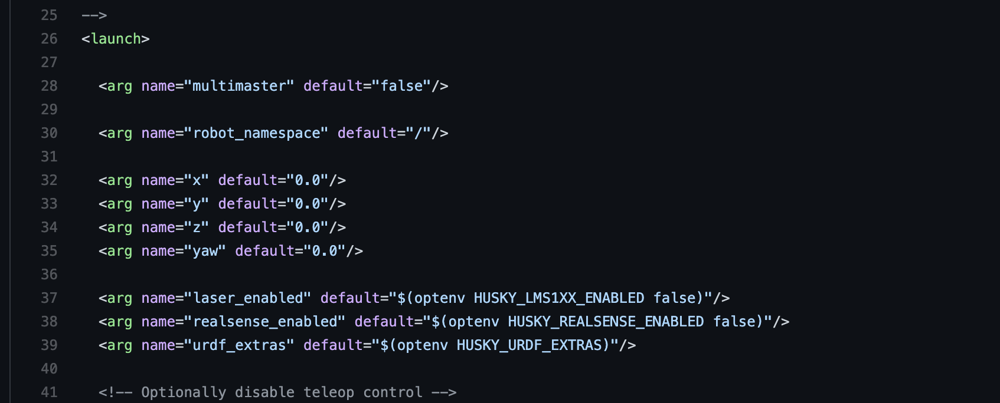 25 -->
26 <launch>
27
28 <arg name="multimaster" default="false"/>
29
30 <arg name="robot_namespace" default="/"/>
31
32 <arg name="x" default="0.0"/>
33 <arg name="y" default="0.0"/>
34 <arg name="z" default="0.0"/>
35 <arg name="yaw" default="0.0"/>
36
37 <arg name="laser_enabled" default="$(optenv HUSKY_LMS1XX_ENABLED false)"/>
38 <arg name="realsense_enabled" default="$(optenv HUSKY_REALSENSE_ENABLED false)"/>
39 <arg name="urdf_extras" default="$(optenv HUSKY_URDF_EXTRAS)"/>
40
41 <!-- Optionally disable teleop control -->